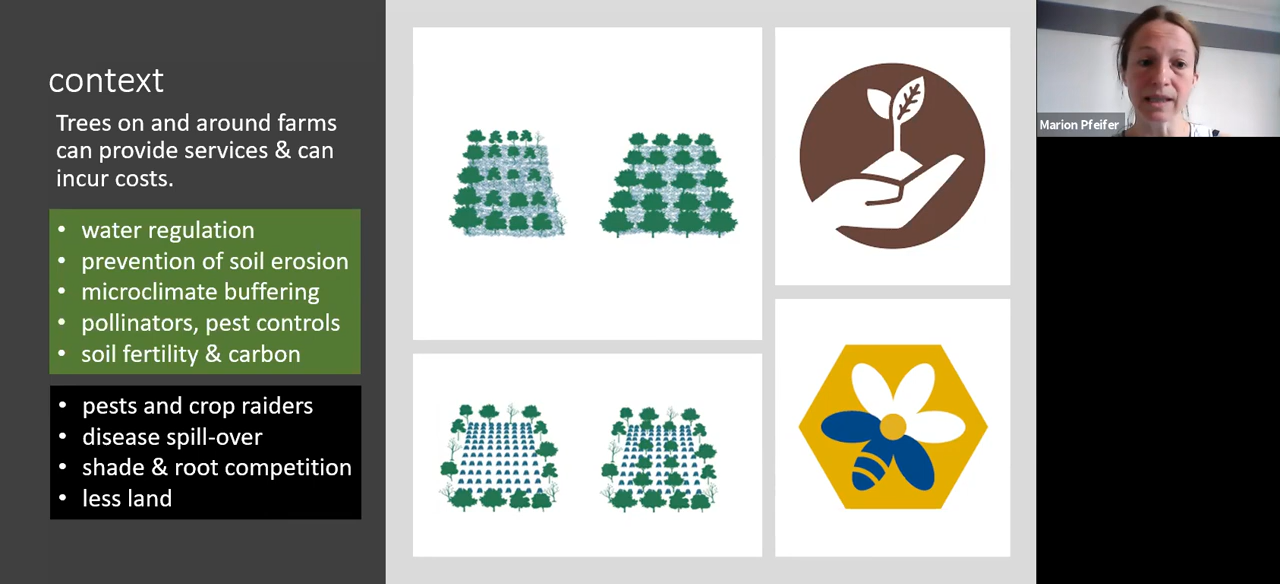 context
Trees on and around farms
can provide services & can
incur costs.
• water regulation
• prevention of soil erosion
• microclimate buffering
• pollinators, pest controls
• soil fertility & carbon
• pests and crop raiders
• disease spill-over
• shade & root competition
• less land
Marion Pfeifer